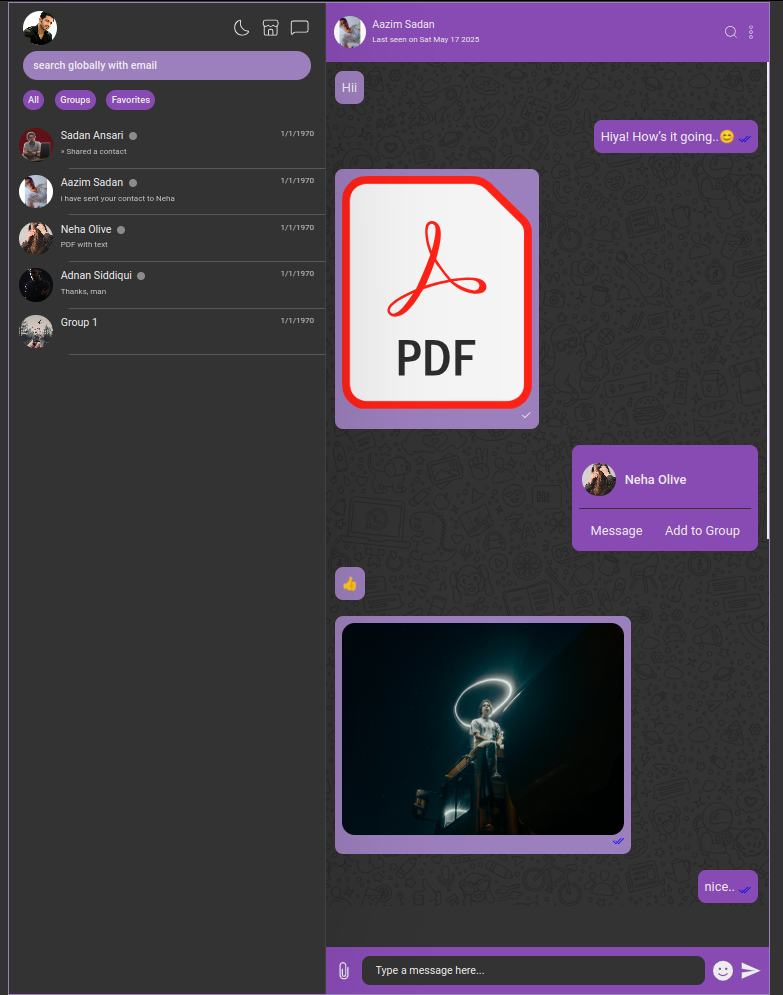 search globally with email
All Groups Favorites
Sadan Ansari 1/1/1970
» Shared a contact
Aazim Sadan 1/1/1970
i have sent your contact to Neha
Neha Olive 1/1/1970
PDF with text
Adnan Siddiqui 1/1/1970
Thanks, man
Group 1 1/1/1970
Aazim Sadan
Last seen on Sat May 17 2025
Hii
Hiya! How's it going..😊
PDF
Neha Olive
Message Add to Group
👍
nice..
Type a message here...